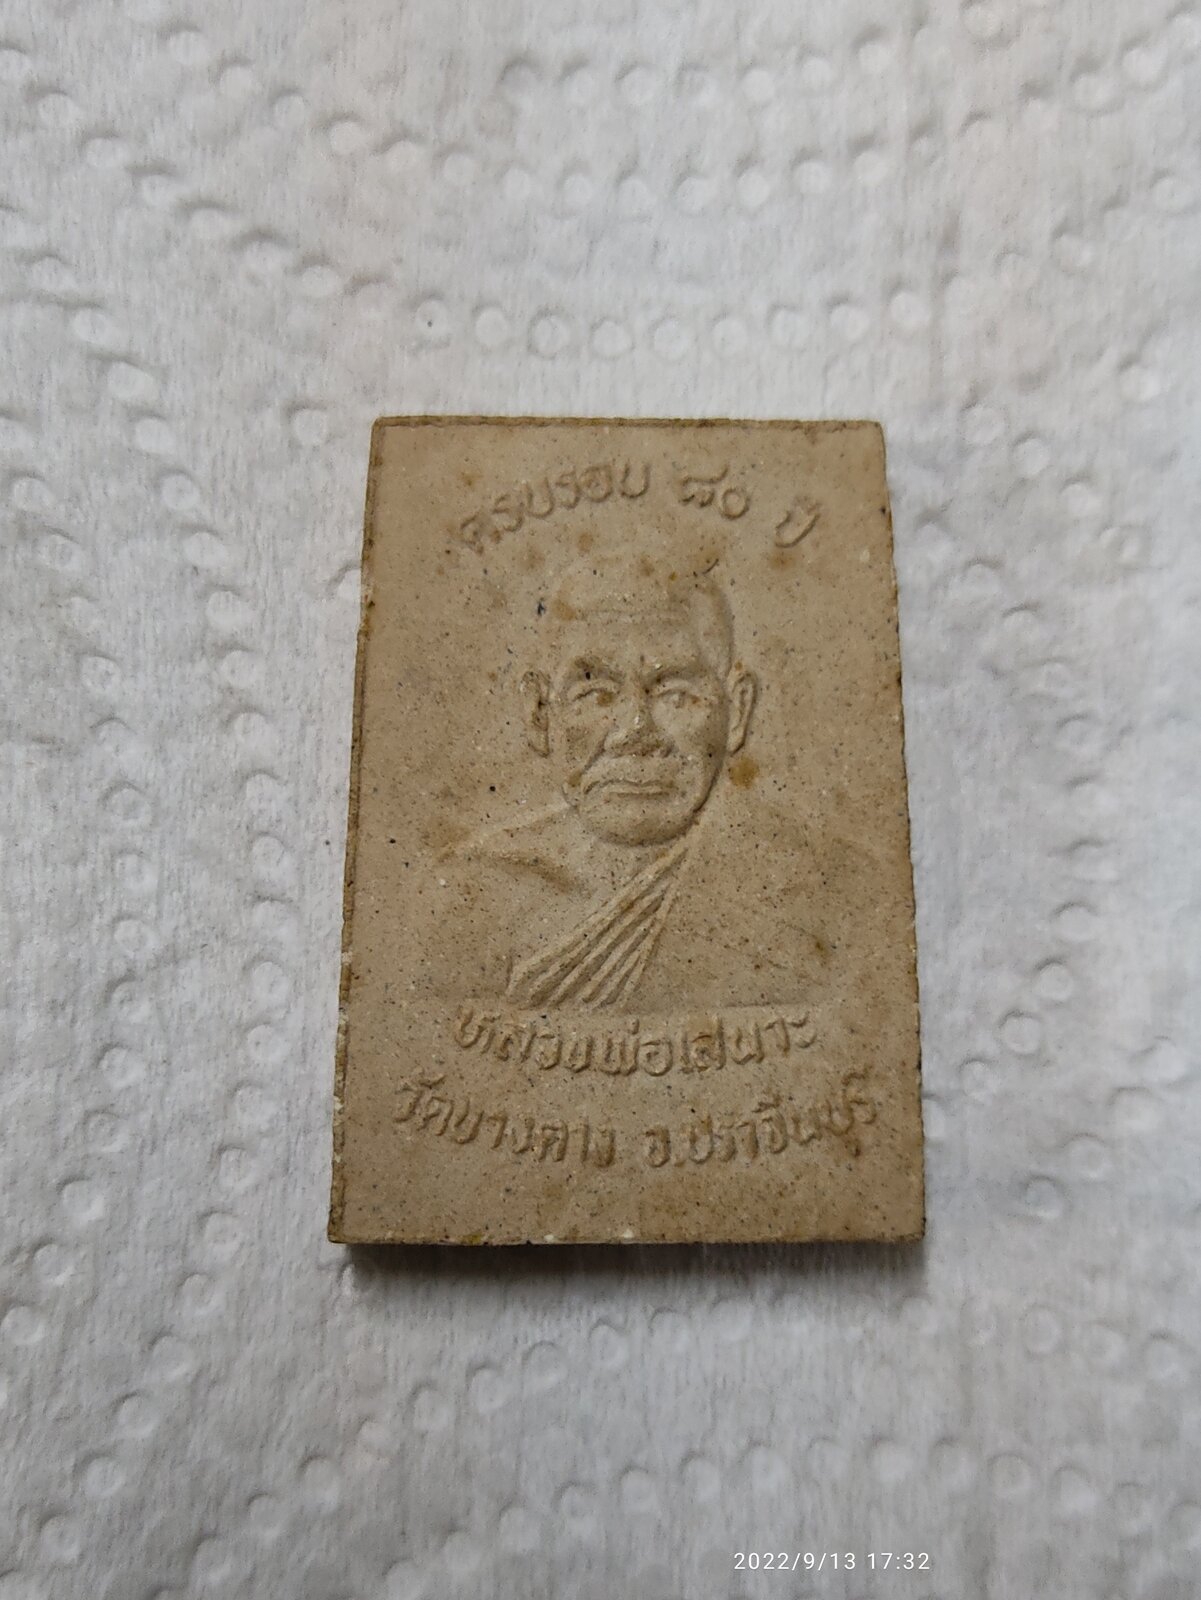 ครบรอบ ๘๐ ปี
หลวงพ่อเสนาะ
วัดบางคาง จ.ปราจีนบุรี
2022/9/13 17:32